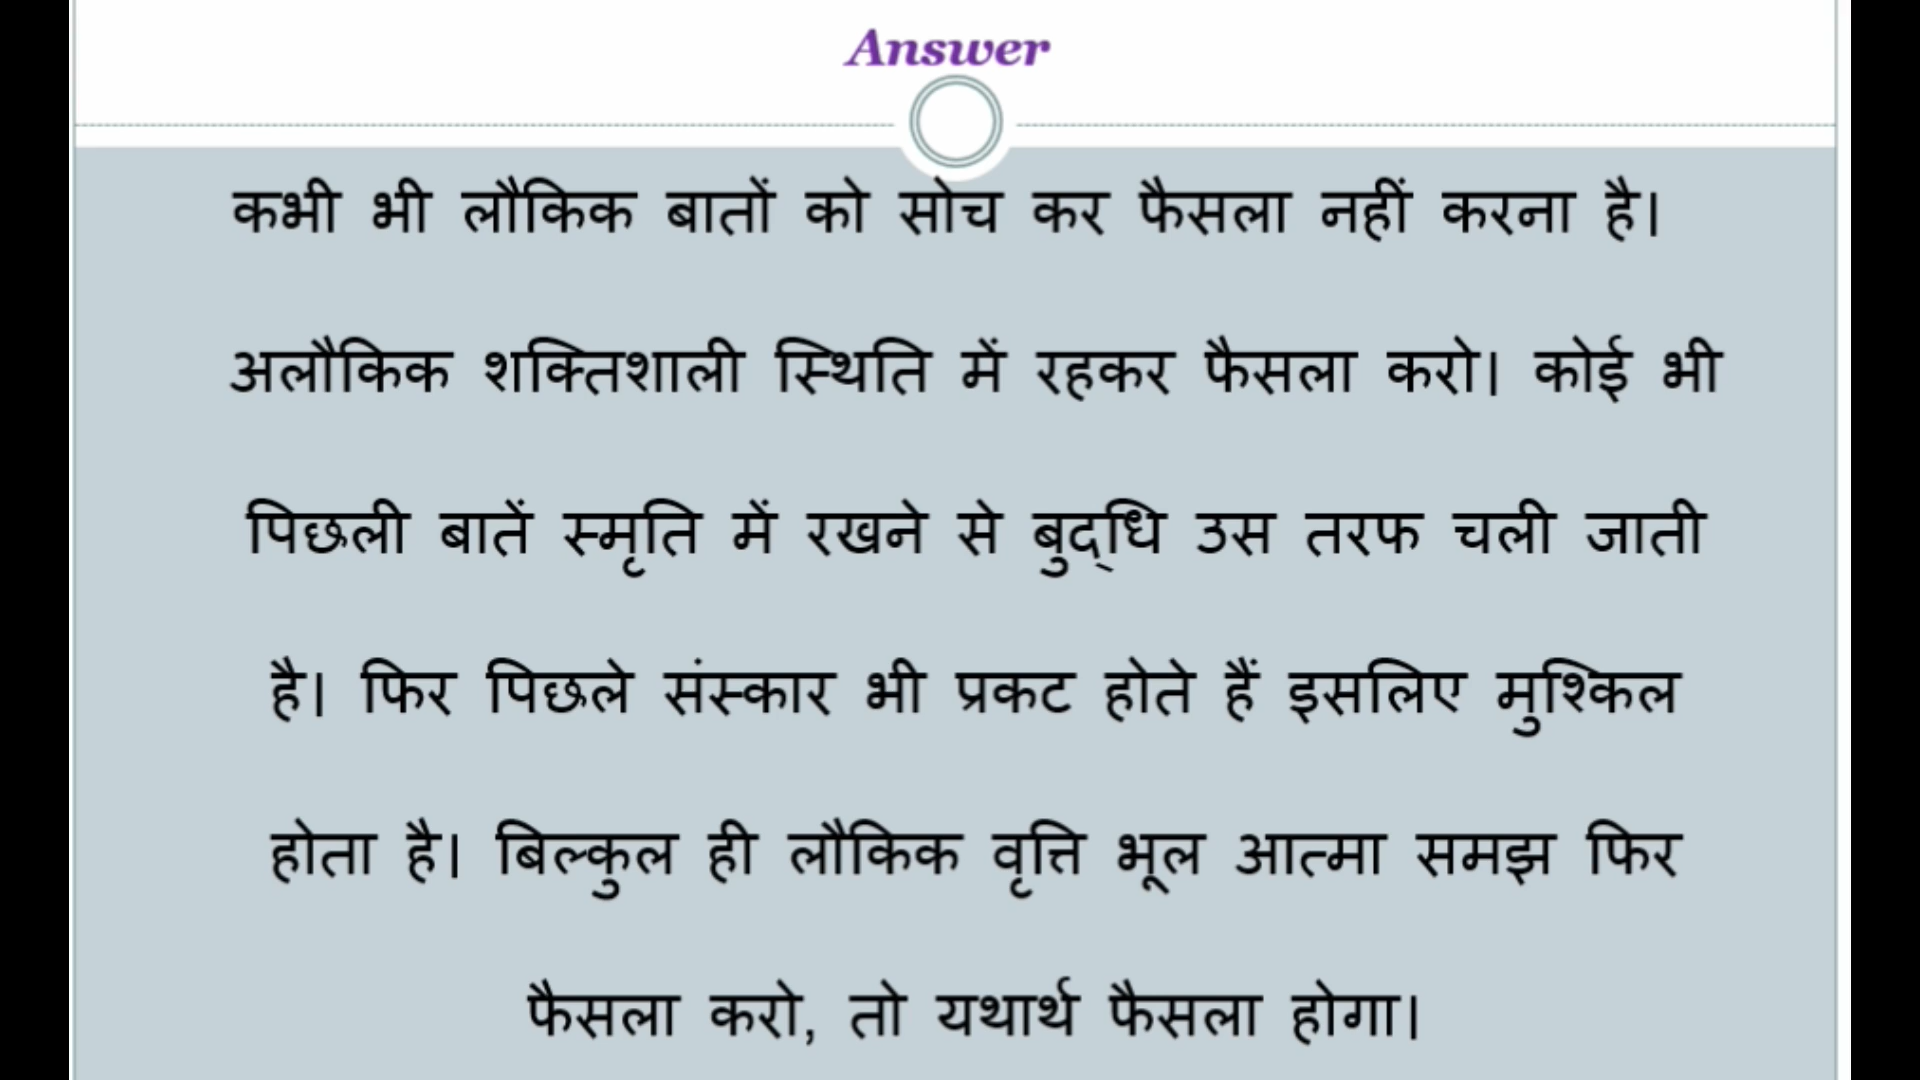 Answer
कभी भी लौकिक बातों को सोच कर फैसला नहीं करना है।
अलौकिक शक्तिशाली स्थिति में रहकर फैसला करो। कोई भी
पिछली बातें स्मृति में रखने से बुद्धि उस तरफ चली जाती
है। फिर पिछले संस्कार भी प्रकट होते हैं इसलिए मुश्किल
होता है। बिल्कुल ही लौकिक वृत्ति भूल आत्मा समझ फिर
फैसला करो, तो यथार्थ फैसला होगा।